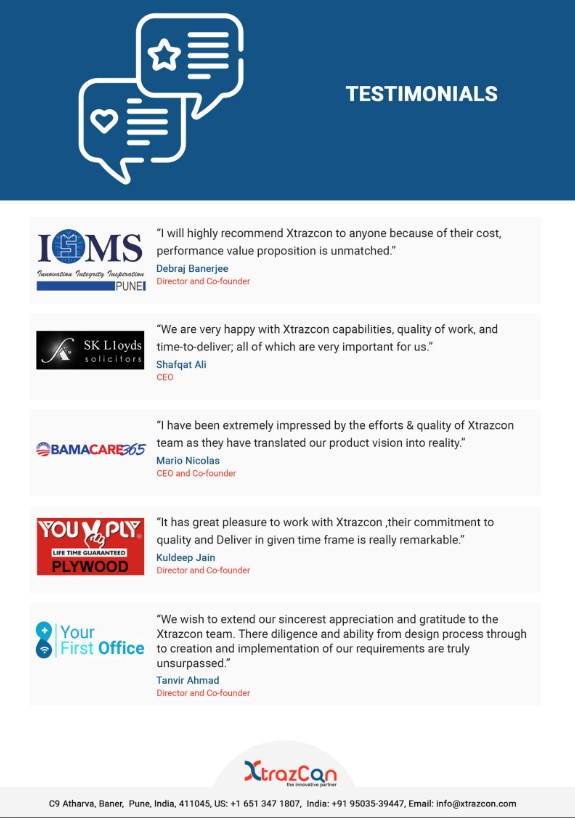 TESTIMONIALS
IGMS
Innovation Integrity Inspiration
PUNE
“I will highly recommend Xtrazcon to anyone because of their cost,
performance value proposition is unmatched.”
Debraj Banerjee
Director and Co-founder
SK Lloyds
solicitors
“We are very happy with Xtrazcon capabilities, quality of work, and
time-to-deliver; all of which are very important for us.”
Shafqat Ali
CEO
OBAMACARE365
“I have been extremely impressed by the efforts & quality of Xtrazcon
team as they have translated our product vision into reality.”
Mario Nicolas
CEO and Co-founder
YOU PLY
LIFE TIME GUARANTEED
PLYWOOD
“It has great pleasure to work with Xtrazcon ,their commitment to
quality and Deliver in given time frame is really remarkable.”
Kuldeep Jain
Director and Co-founder
Your
First Office
“We wish to extend our sincerest appreciation and gratitude to the
Xtrazcon team. There diligence and ability from design process through
to creation and implementation of our requirements are truly
unsurpassed.”
Tanvir Ahmad
Director and Co-founder
XtrazCon
the innovative partner
C9 Atharva, Baner, Pune, India, 411045, US: +1 651 347 1807, India: +91 95035-39447, Email: info@xtrazcon.com